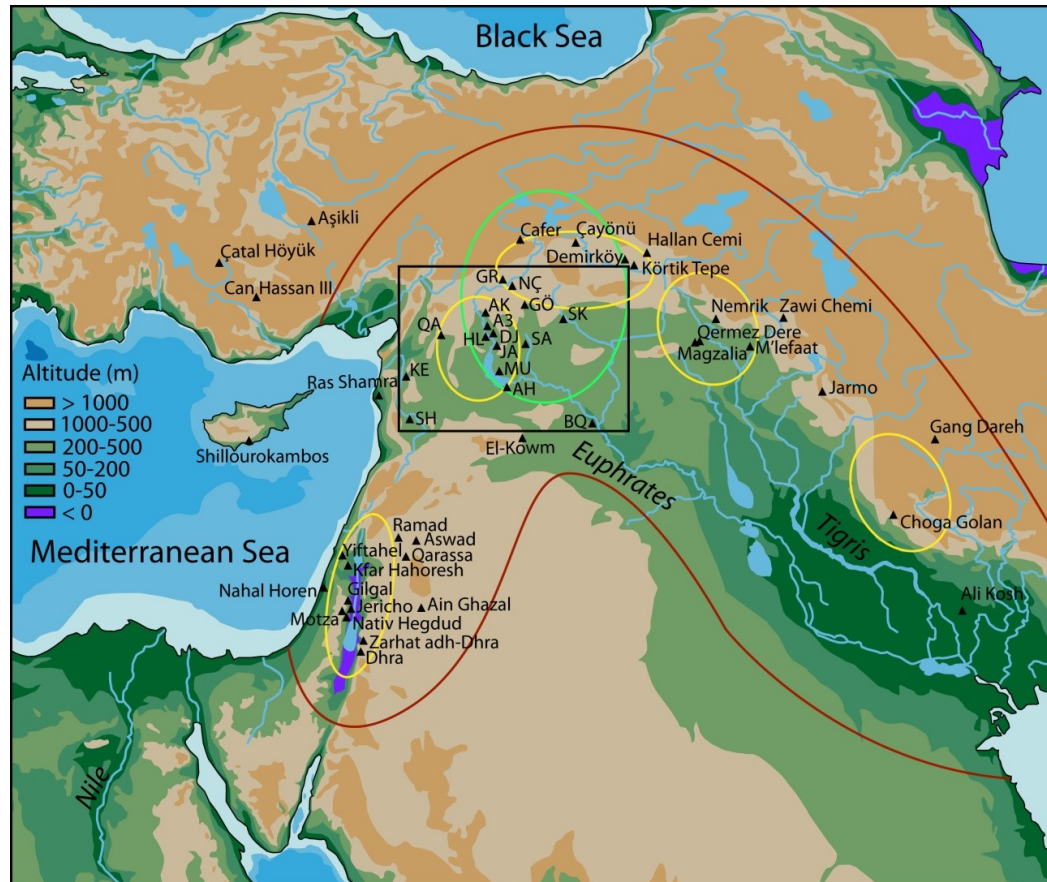 Black Sea
Aşikli
Çatal Höyük
Can Hassan III
Cafer
Çayönü
Hallan Cemi
Demirköy
Körtik Tepe
GR
NÇ
GÖ
AK
SK
A3
QA
DJ
HL
SA
JA
MU
KE
AH
SH
BQ
Nemrik
Zawi Chemi
Qermez Dere
M'lefaat
Magzalia
Jarmo
Gang Dareh
Choga Golan
Ali Kosh
Altitude (m)
> 1000
1000-500
200-500
50-200
0-50
< 0
Ras Shamra
Shillourokambos
El-Kowm
Euphrates
Tigris
Mediterranean Sea
Ramad
Aswad
Yiftahel
Qarassa
Kfar Hahoresh
Nahal Horen
Gilgal
Jericho
Ain Ghazal
Motza
Nativ Hegdud
Zarhat adh-Dhra
Dhra
Nile